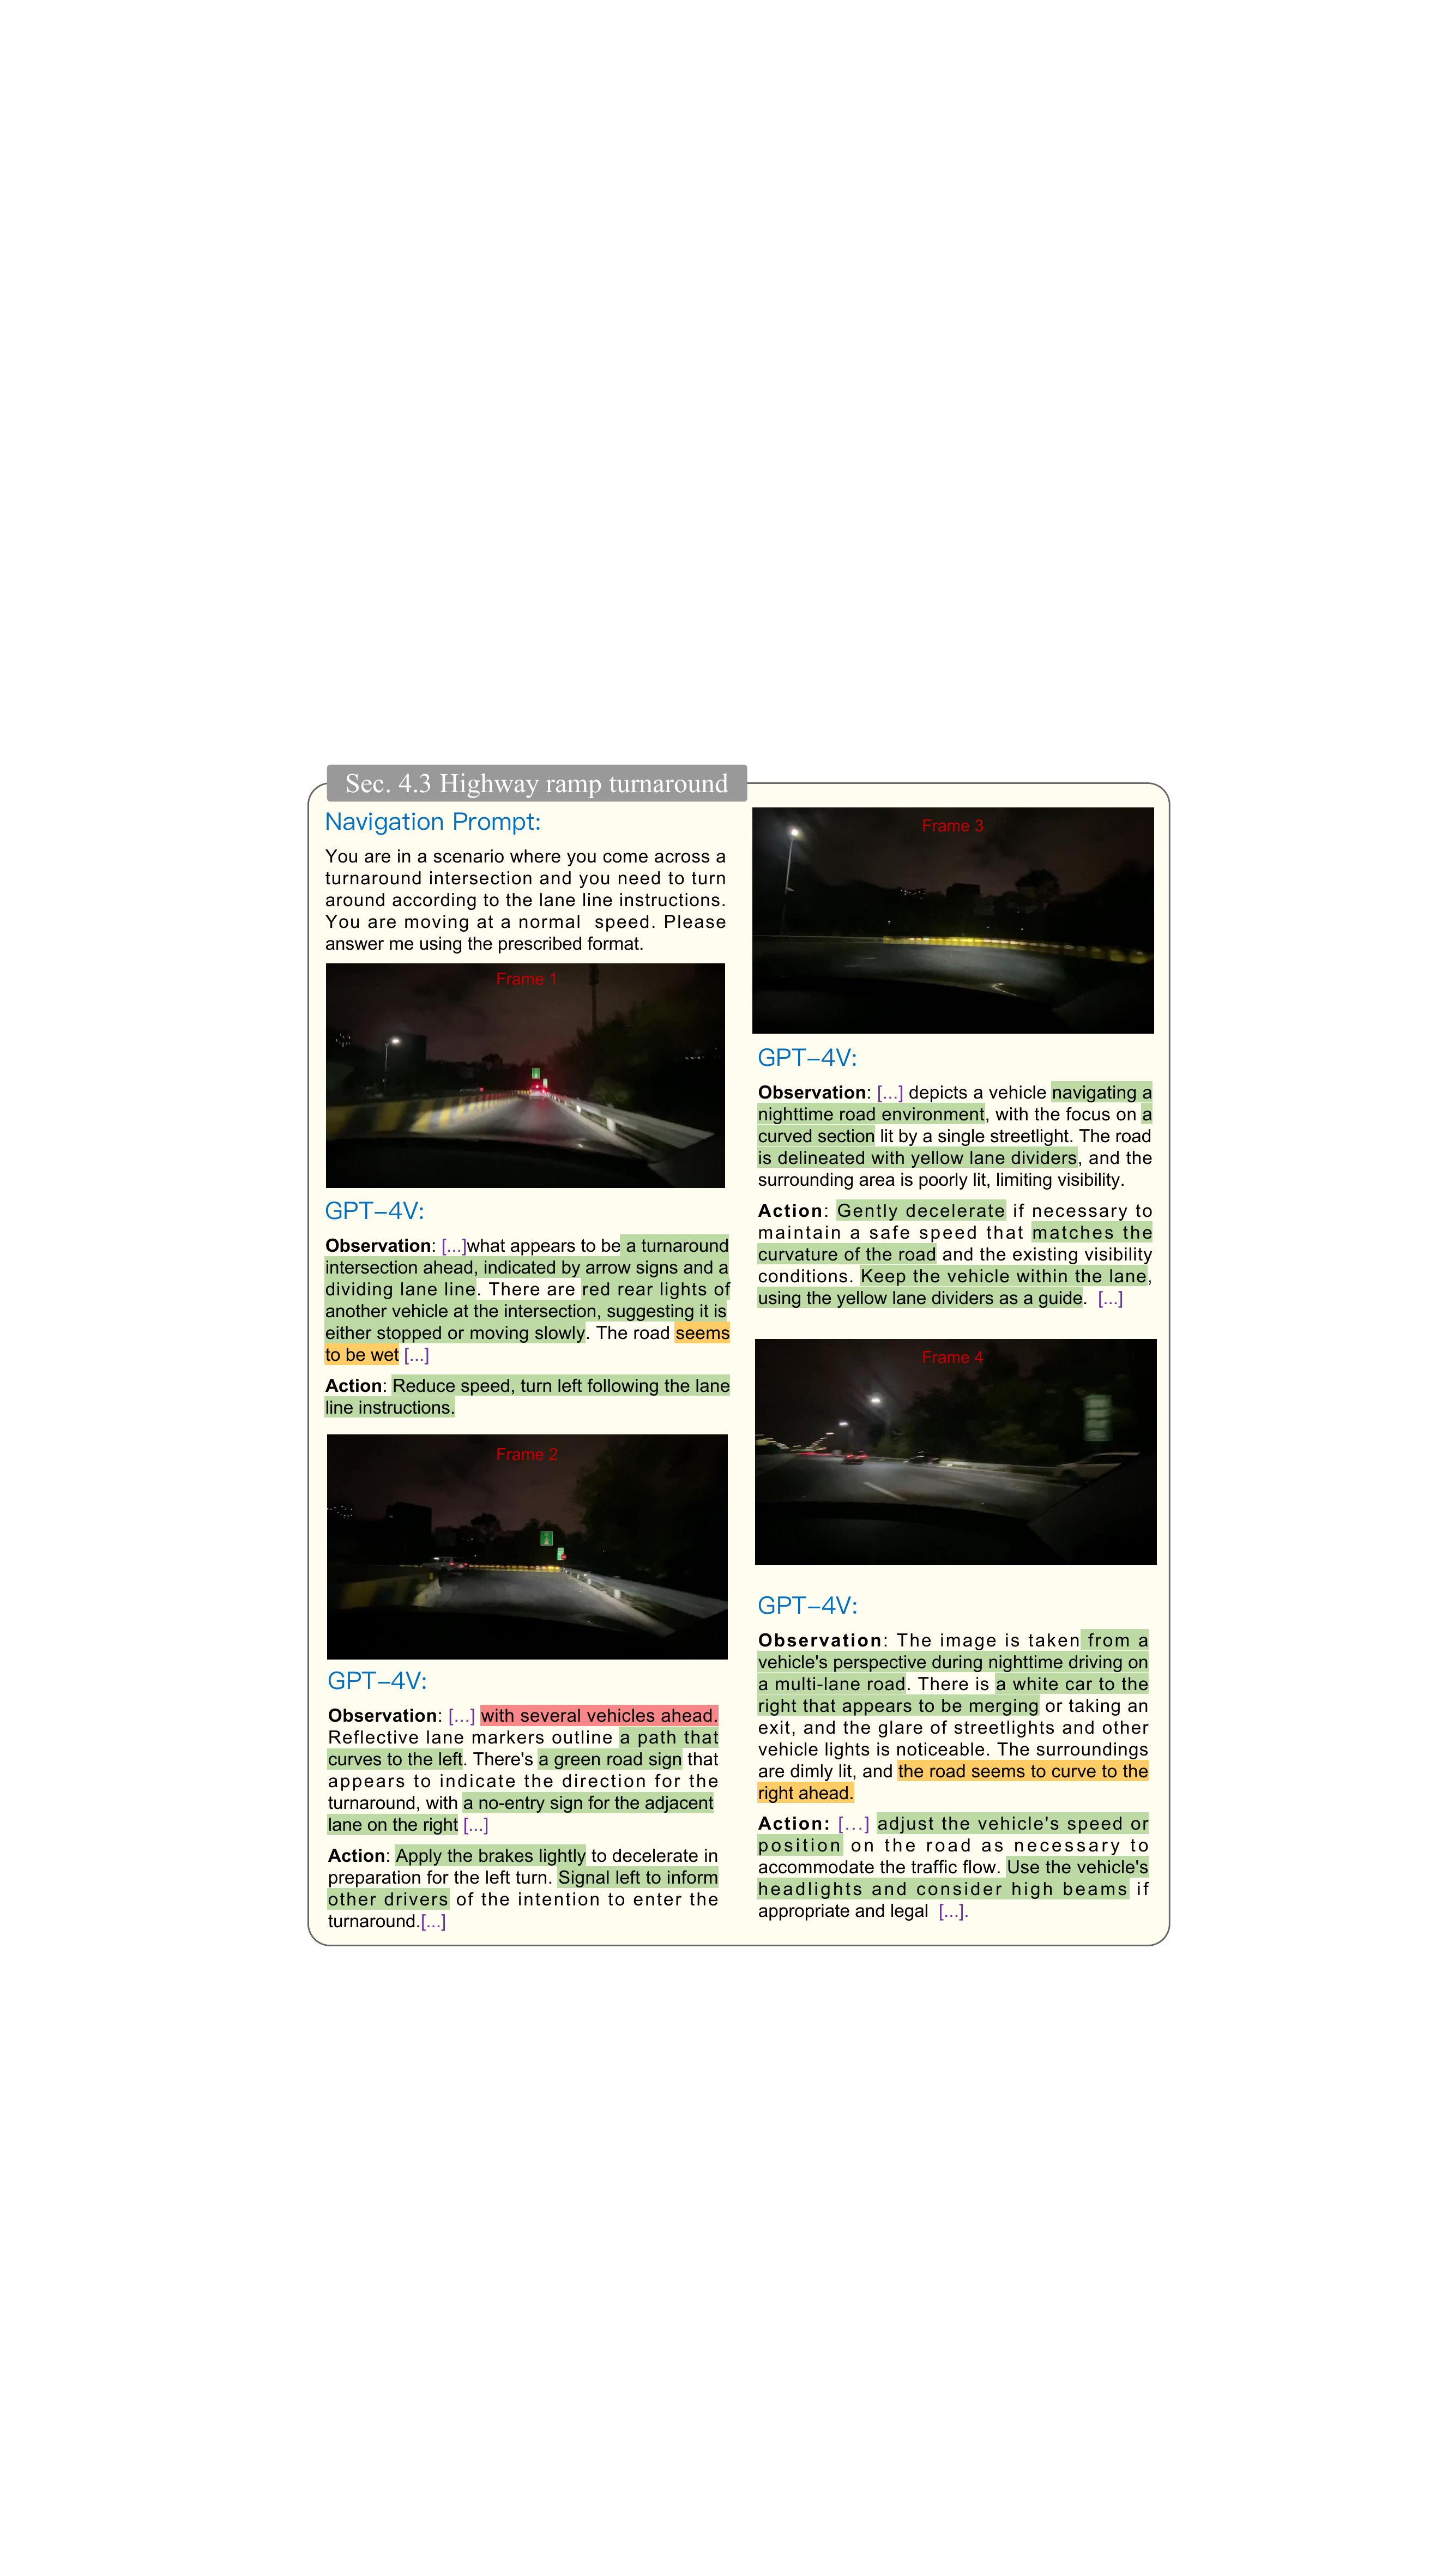 Sec. 4.3 Highway ramp turnaround
Navigation Prompt:
You are in a scenario where you come across a
turnaround intersection and you need to turn
around according to the lane line instructions.
You are moving at a normal speed. Please
answer me using the prescribed format.
Frame 1
GPT-4V:
Observation: [...]what appears to be a turnaround
intersection ahead, indicated by arrow signs and a
dividing lane line. There are red rear lights of
another vehicle at the intersection, suggesting it is
either stopped or moving slowly. The road seems
to be wet [...]
Action: Reduce speed, turn left following the lane
line instructions.
Frame 2
GPT-4V:
Observation: [...] with several vehicles ahead.
Reflective lane markers outline a path that
curves to the left. There's a green road sign that
appears to indicate the direction for the
turnaround, with a no-entry sign for the adjacent
lane on the right [...]
Action: Apply the brakes lightly to decelerate in
preparation for the left turn. Signal left to inform
other drivers of the intention to enter the
turnaround.[...]
Frame 3
GPT-4V:
Observation: [...] depicts a vehicle navigating a
nighttime road environment, with the focus on a
curved section lit by a single streetlight. The road
is delineated with yellow lane dividers, and the
surrounding area is poorly lit, limiting visibility.
Action: Gently decelerate if necessary to
maintain a safe speed that matches the
curvature of the road and the existing visibility
conditions. Keep the vehicle within the lane,
using the yellow lane dividers as a guide. [...]
Frame 4
GPT-4V:
Observation: The image is taken from a
vehicle's perspective during nighttime driving on
a multi-lane road. There is a white car to the
right that appears to be merging or taking an
exit, and the glare of streetlights and other
vehicle lights is noticeable. The surroundings
are dimly lit, and the road seems to curve to the
right ahead.
Action: [...] adjust the vehicle's speed or
position on the road as necessary to
accommodate the traffic flow. Use the vehicle's
headlights and consider high beams if
appropriate and legal [...].